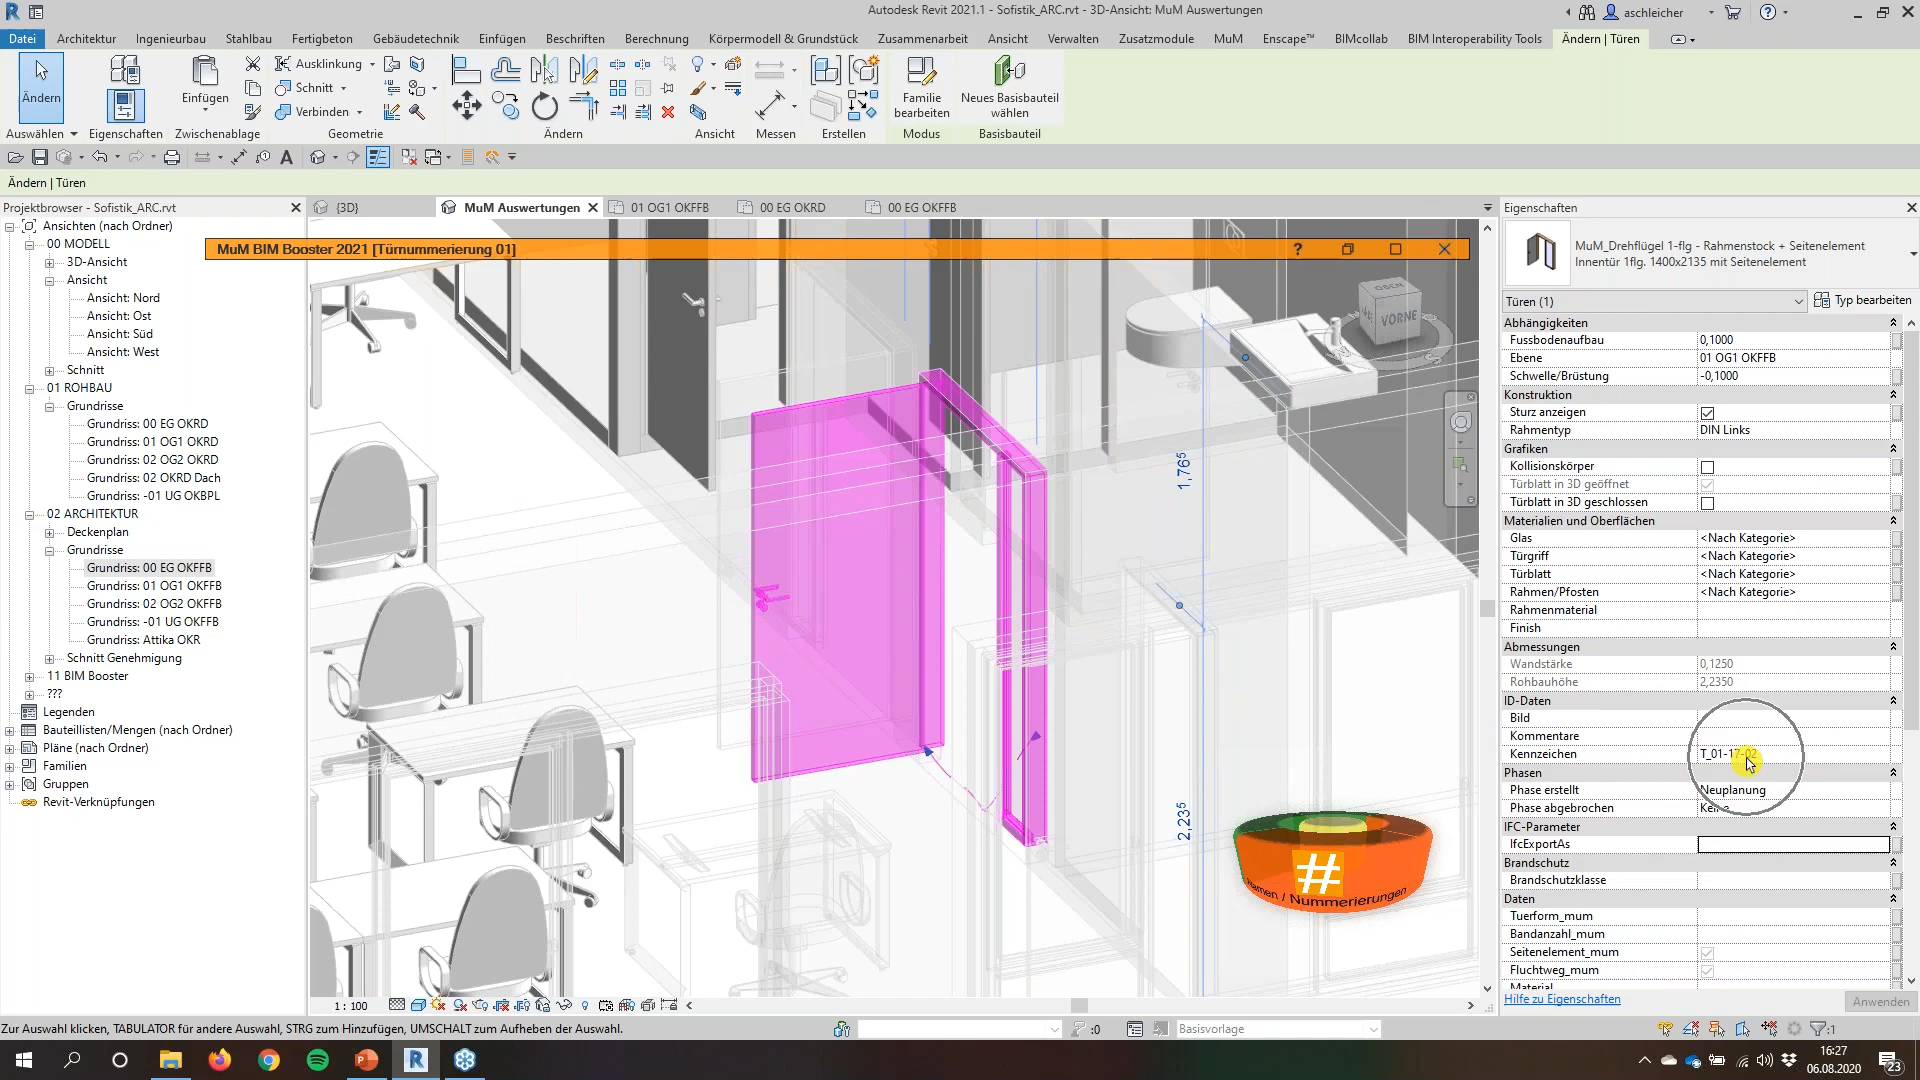 Autodesk Revit 2021.1 - Sofistik_ARC.rvt - 3D-Ansicht: MuM Auswertungen
aschleicher
Datei Architektur Ingenieurbau Stahlbau Fertigbeton Gebäudetechnik Einfügen Beschriften Berechnung Körpermodell & Grundstück Zusammenarbeit Ansicht Verwalten Zusatzmodule MuM Enscape™ BIMcollab BIM Interoperability Tools Ändern | Türen
Ändern
Einfügen
Ausklinkung
Schnitt
Verbinden
Familie bearbeiten
Neues Basisbauteil wählen
Auswählen Eigenschaften Zwischenablage Geometrie Ändern Ansicht Messen Erstellen Modus Basisbauteil
Ändern | Türen
Projektbrowser - Sofistik_ARC.rvt
{3D}
MuM Auswertungen
01 OG1 OKFFB
00 EG OKRD
00 EG OKFFB
Eigenschaften
Ansichten (nach Ordner)
00 MODELL
3D-Ansicht
Ansicht
Ansicht: Nord
Ansicht: Ost
Ansicht: Süd
Ansicht: West
Schnitt
01 ROHBAU
Grundrisse
Grundriss: 00 EG OKRD
Grundriss: 01 OG1 OKRD
Grundriss: 02 OG2 OKRD
Grundriss: 02 OKRD Dach
Grundriss: -01 UG OKBPL
02 ARCHITEKTUR
Deckenplan
Grundrisse
Grundriss: 00 EG OKFFB
Grundriss: 01 OG1 OKFFB
Grundriss: 02 OG2 OKFFB
Grundriss: -01 UG OKFFB
Grundriss: Attika OKR
Schnitt Genehmigung
11 BIM Booster
???
Legenden
Bauteillisten/Mengen (nach Ordner)
Pläne (nach Ordner)
Familien
Gruppen
Revit-Verknüpfungen
MuM BIM Booster 2021 [Türnummerierung 01]
OBEN
VORNE
1,76⁵
2,23⁵
#
Namen / Nummerierungen
MuM_Drehflügel 1-flg - Rahmenstock + Seitenelement
Innentür 1flg. 1400x2135 mit Seitenelement
Türen (1) Typ bearbeiten
Abhängigkeiten
Fussbodenaufbau 0,1000
Ebene 01 OG1 OKFFB
Schwelle/Brüstung -0,1000
Konstruktion
Sturz anzeigen
Rahmentyp DIN Links
Grafiken
Kollisionskörper
Türblatt in 3D geöffnet
Türblatt in 3D geschlossen
Materialien und Oberflächen
Glas <Nach Kategorie>
Türgriff <Nach Kategorie>
Türblatt <Nach Kategorie>
Rahmen/Pfosten <Nach Kategorie>
Rahmenmaterial
Finish
Abmessungen
Wandstärke 0,1250
Rohbauhöhe 2,2350
ID-Daten
Bild
Kommentare
Kennzeichen T_01-17-02
Phasen
Phase erstellt Neuplanung
Phase abgebrochen Keine
IFC-Parameter
IfcExportAs
Brandschutz
Brandschutzklasse
Daten
Tuerform_mum
Bandanzahl_mum
Seitenelement_mum
Fluchtweg_mum
Material
Hilfe zu Eigenschaften Anwenden
1 : 100
Zur Auswahl klicken, TABULATOR für andere Auswahl, STRG zum Hinzufügen, UMSCHALT zum Aufheben der Auswahl.
:0
Basisvorlage
:1
16:27
06.08.2020
23